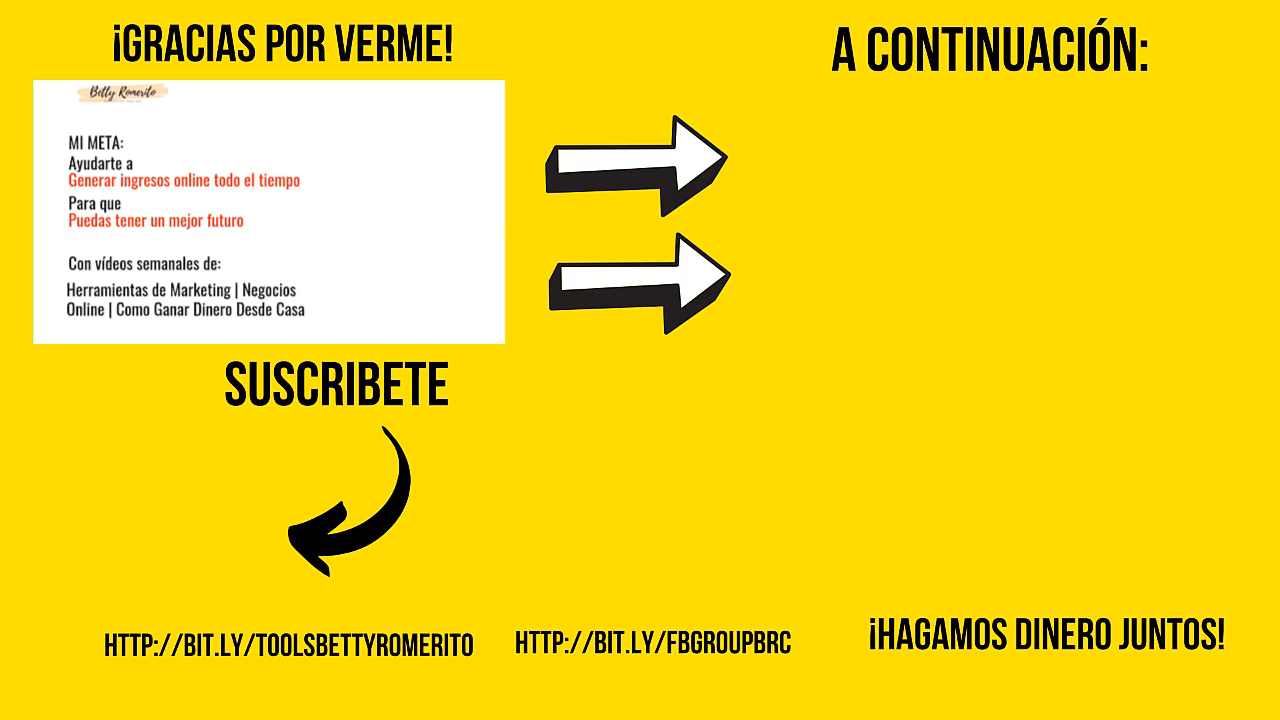 ¡GRACIAS POR VERME!
A CONTINUACIÓN:
Betty Romerito
MI META:
Ayudarte a
Generar ingresos online todo el tiempo
Para que
Puedas tener un mejor futuro
Con vídeos semanales de:
Herramientas de Marketing | Negocios
Online | Como Ganar Dinero Desde Casa
SUSCRIBETE
HTTP://BIT.LY/TOOLSBETTYROMERITO
HTTP://BIT.LY/FBGROUPBRC
¡HAGAMOS DINERO JUNTOS!